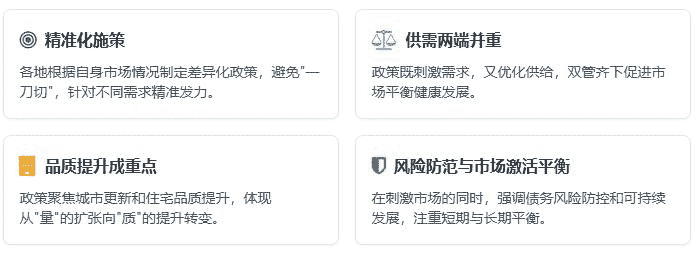 精准化施策
各地根据自身市场情况制定差异化政策，避免"一
刀切"，针对不同需求精准发力。
供需两端并重
政策既刺激需求，又优化供给，双管齐下促进市
场平衡健康发展。
品质提升成重点
政策聚焦城市更新和住宅品质提升，体现
从"量"的扩张向"质"的提升转变。
风险防范与市场激活平衡
在刺激市场的同时，强调债务风险防控和可持续
发展，注重短期与长期平衡。